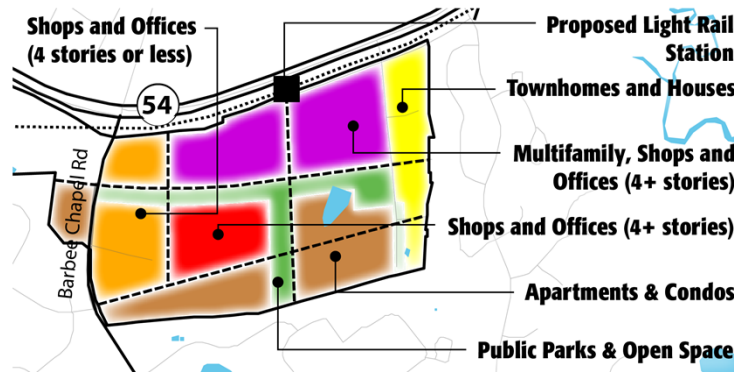 Shops and Offices
(4 stories or less)
Proposed Light Rail
Station
54
Townhomes and Houses
Multifamily, Shops and
Offices (4+ stories)
Barbee Chapel Rd
Shops and Offices (4+ stories)
Apartments & Condos
Public Parks & Open Space